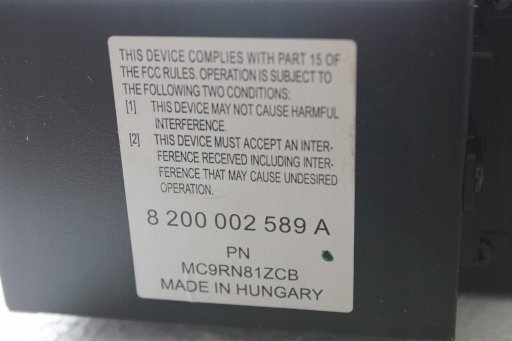 THIS DEVICE COMPLIES WITH PART 15 OF
THE FCC RULES. OPERATION IS SUBJECT TO
THE FOLLOWING TWO CONDITIONS:
[1] THIS DEVICE MAY NOT CAUSE HARMFUL
INTERFERENCE.
[2] THIS DEVICE MUST ACCEPT AN INTER-
FERENCE RECEIVED INCLUDING INTER-
FERENCE THAT MAY CAUSE UNDESIRED
OPERATION.
8 200 002 589 A
PN
MC9RN81ZCB
MADE IN HUNGARY